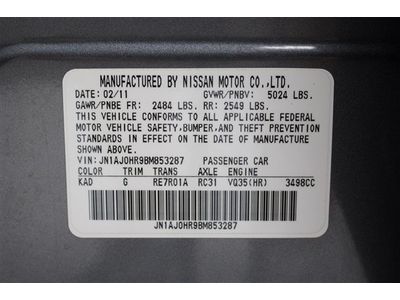 MANUFACTURED BY NISSAN MOTOR CO.,LTD.
DATE: 02/11 GVWR/PNBV: 5024 LBS.
GAWR/PNBE FR: 2484 LBS. RR: 2549 LBS.
THIS VEHICLE CONFORMS TO ALL APPLICABLE FEDERAL
MOTOR VEHICLE SAFETY,BUMPER,AND THEFT PREVENTION
STANDARDS IN EFFECT ON THE DATE OF MANUFACTURE
SHOWN ABOVE.
VIN:JN1AJ0HR9BM853287 PASSENGER CAR
COLOR TRIM TRANS AXLE ENGINE
KAD G RE7R01A RC31 VQ35(HR) 3498CC
JN1AJ0HR9BM853287